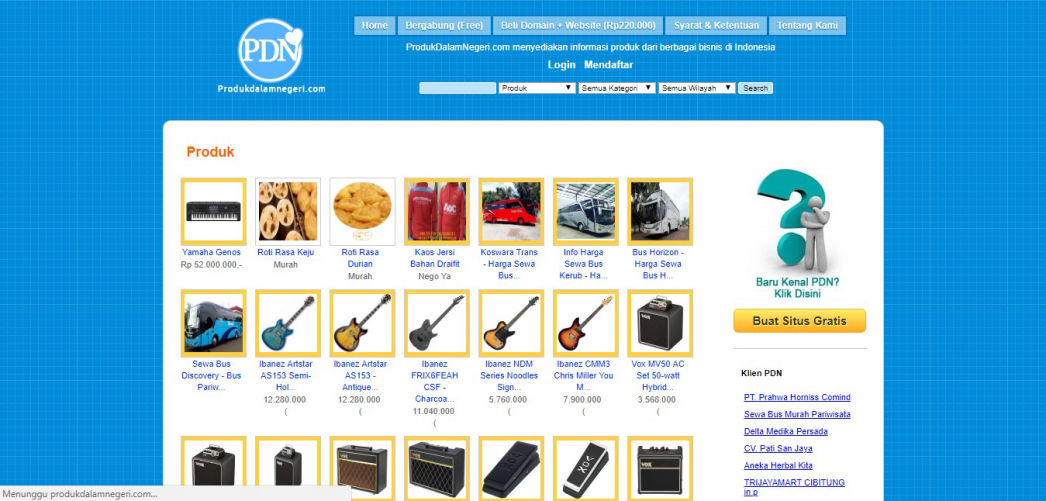 PDN
Produkdalamnegeri.com
Home
Bergabung (Free)
Beli Domain + Website (Rp220.000)
Syarat & Ketentuan
Tentang Kami
ProdukDalamNegeri.com menyediakan informasi produk dari berbagai bisnis di Indonesia
Login Mendaftar
Produk
Semua Kategori
Semua Wilayah
Search
Produk
Yamaha Genos
Rp 52.000.000,-
Roti Rasa Keju
Murah
Roti Rasa
Durian
Murah
Kaos Jersi
Bahan Draifit
Nego Ya
Koswara Trans
- Harga Sewa
Bus...
Info Harga
Sewa Bus
Kerub - Ha...
Bus Horizon -
Harga Sewa
Bus H...
Sewa Bus
Discovery - Bus
Pariw...
Ibanez Artstar
AS153 Semi-
Hol...
12.280.000
(
Ibanez Artstar
AS153 -
Antique...
12.280.000
(
Ibanez
FRIX6FEAH
CSF -
Charcoa...
11.040.000
(
Ibanez NDM
Series Noodles
Sign...
5.760.000
(
Ibanez CMM3
Chris Miller You
M...
7.900.000
(
Vox MV50 AC
Set 50-watt
Hybrid...
3.568.000
(
VOX
Baru Kenal PDN?
Klik Disini
Buat Situs Gratis
Klien PDN
PT. Prahwa Horniss Comind
Sewa Bus Murah Pariwisata
Delta Medika Persada
CV. Pati San Jaya
Aneka Herbal Kita
TRIJAYAMART CIBITUNG
in p
Menunggu produkdalamnegeri.com...